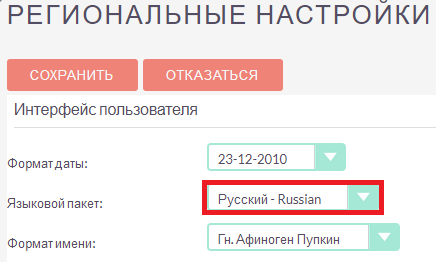 РЕГИОНАЛЬНЫЕ НАСТРОЙКИ
СОХРАНИТЬ ОТКАЗАТЬСЯ
Интерфейс пользователя
Формат даты: 23-12-2010
Языковой пакет: Русский - Russian
Формат имени: Гн. Афиноген Пупкин